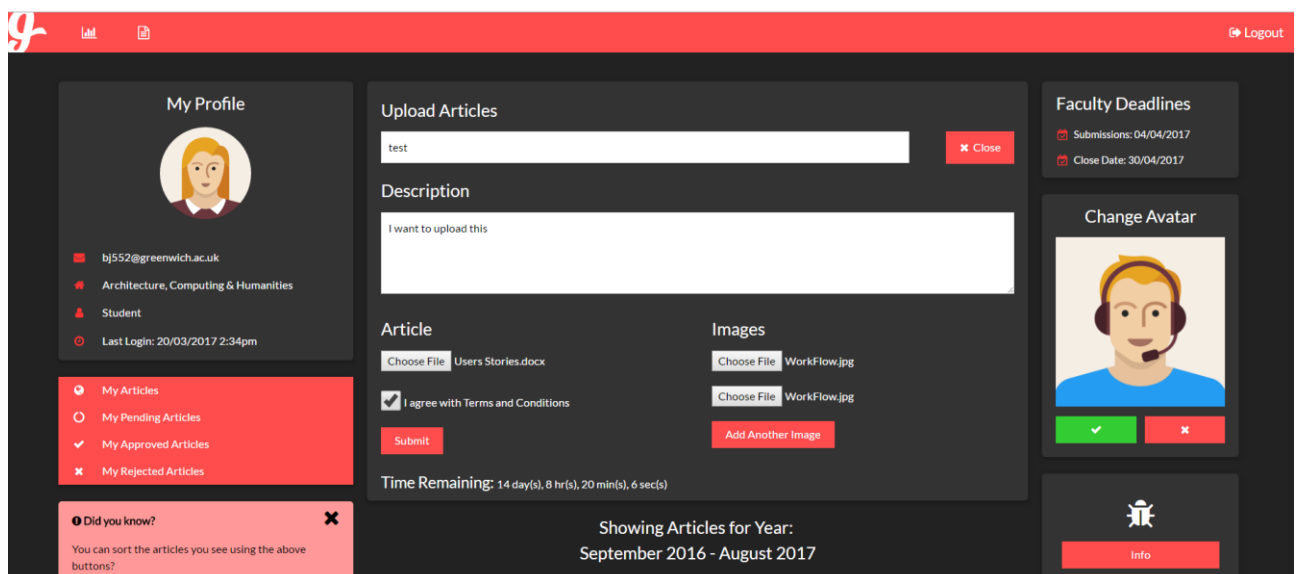 Logout
My Profile
bj552@greenwich.ac.uk
Architecture, Computing & Humanities
Student
Last Login: 20/03/2017 2:34pm
My Articles
My Pending Articles
My Approved Articles
My Rejected Articles
Did you know?
You can sort the articles you see using the above
buttons?
Upload Articles
test
Close
Description
I want to upload this
Article
Choose File Users Stories.docx
I agree with Terms and Conditions
Submit
Images
Choose File WorkFlow.jpg
Choose File WorkFlow.jpg
Add Another Image
Time Remaining: 14 day(s), 8 hr(s), 20 min(s), 6 sec(s)
Showing Articles for Year:
September 2016 - August 2017
Faculty Deadlines
Submissions: 04/04/2017
Close Date: 30/04/2017
Change Avatar
Info